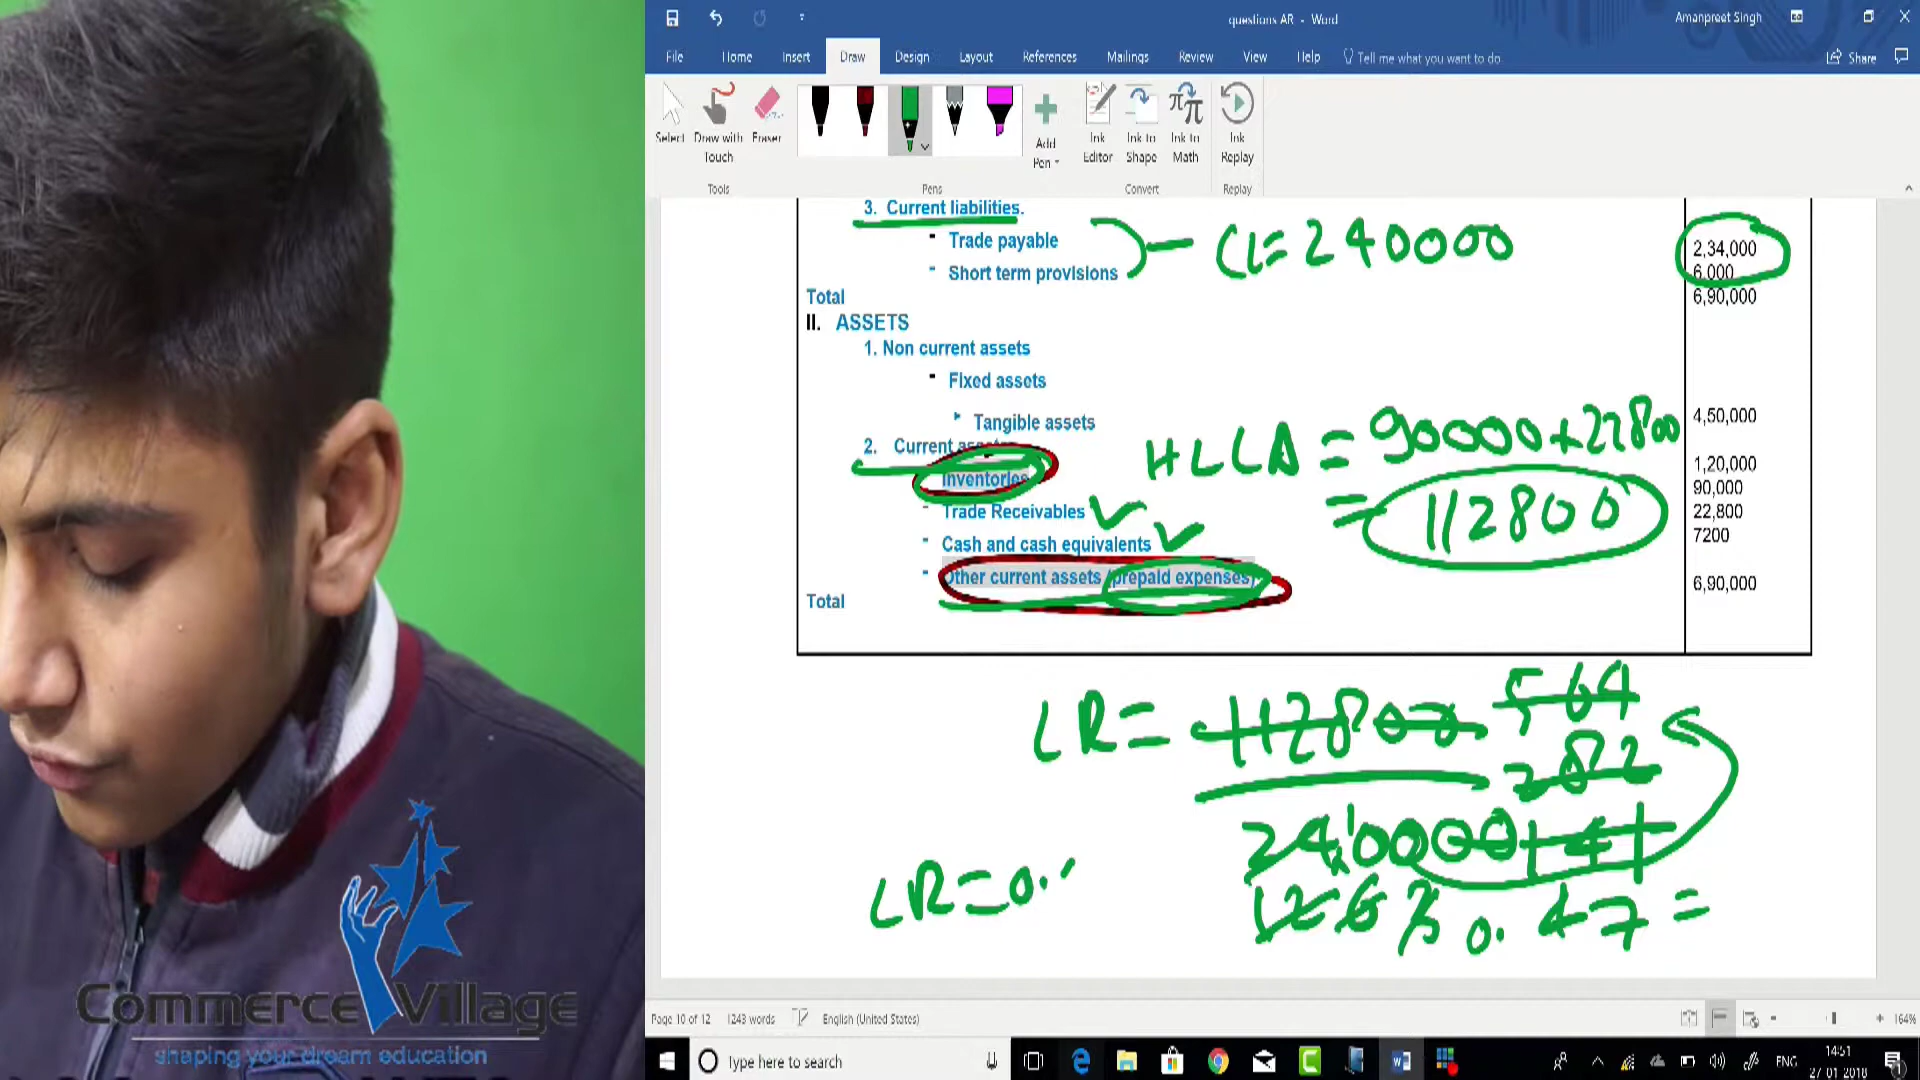 questions AR - Word
Amanpreet Singh
File Home Insert Draw Design Layout References Mailings Review View Help Tell me what you want to do Share
Select Draw with Touch Eraser Add Pen Ink Editor Ink to Shape Ink to Math Ink Replay
Tools Pens Convert Replay
3. Current liabilities.
- Trade payable 2,34,000
- Short term provisions 6,000
CL = 240000
Total 6,90,000
II. ASSETS
1. Non current assets
- Fixed assets
Tangible assets 4,50,000
2. Current assets
Inventories 1,20,000
- Trade Receivables 90,000
- Cash and cash equivalents 22,800
- Other current assets (prepaid expenses) 7200
Total 6,90,000
= 90000+22800
= 112800
LR = 112800 564
282
240000 141
12 6 3 0.47 =
LR = 0.
Commerce Village
shaping your dream education
Page 10 of 12 1243 words English (United States) 164%
Type here to search
ENG 14:51
27-01-2018